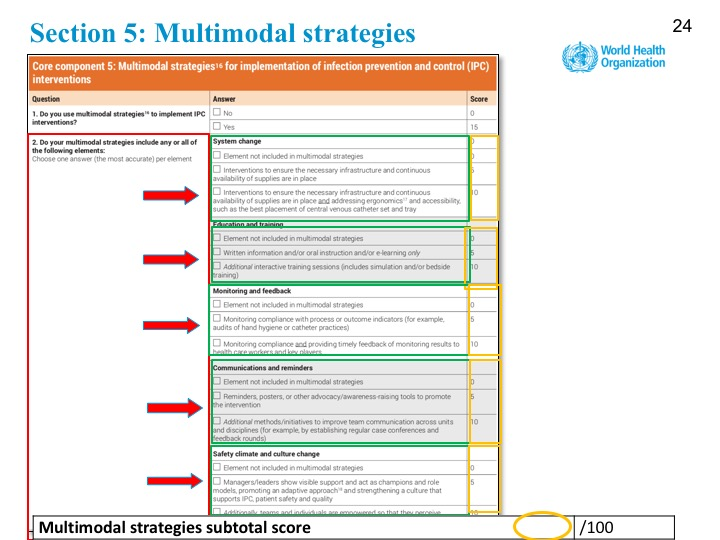 Section 5: Multimodal strategies
24
World Health
Organization
Core component 5: Multimodal strategies16 for implementation of infection prevention and control (IPC)
interventions
Question Answer Score
1. Do you use multimodal strategies16 to implement IPC
interventions?
No 0
Yes 15
2. Do your multimodal strategies include any or all of
the following elements:
Choose one answer (the most accurate) per element
System change
Element not included in multimodal strategies 0
Interventions to ensure the necessary infrastructure and continuous
availability of supplies are in place
5
Interventions to ensure the necessary infrastructure and continuous
availability of supplies are in place and addressing ergonomics17 and accessibility,
such as the best placement of central venous catheter set and tray
10
Education and training
Element not included in multimodal strategies 0
Written information and/or oral instruction and/or e-learning only 5
Additional interactive training sessions (includes simulation and/or bedside
training)
10
Monitoring and feedback
Element not included in multimodal strategies 0
Monitoring compliance with process or outcome indicators (for example,
audits of hand hygiene or catheter practices)
5
Monitoring compliance and providing timely feedback of monitoring results to
health care workers and key players
10
Communications and reminders
Element not included in multimodal strategies 0
Reminders, posters, or other advocacy/awareness-raising tools to promote
the intervention
5
Additional methods/initiatives to improve team communication across units
and disciplines (for example, by establishing regular case conferences and
feedback rounds)
10
Safety climate and culture change
Element not included in multimodal strategies 0
Managers/leaders show visible support and act as champions and role
models, promoting an adaptive approach18 and strengthening a culture that
supports IPC, patient safety and quality
5
Additionally, teams and individuals are empowered so that they perceive
10
Multimodal strategies subtotal score /100